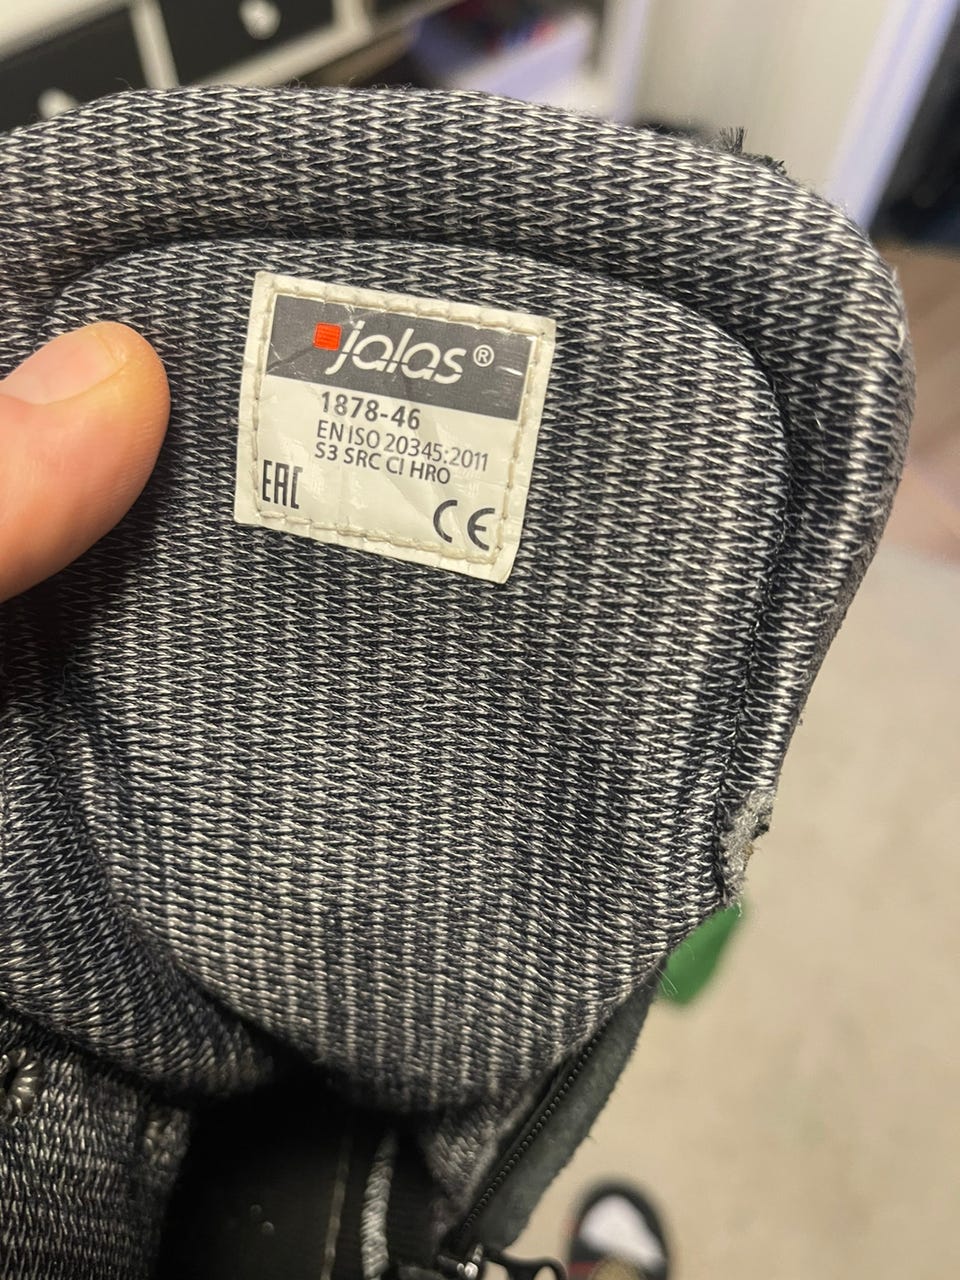 jalas®
1878-46
EN ISO 20345:2011
S3 SRC CI HRO
EAC
CE